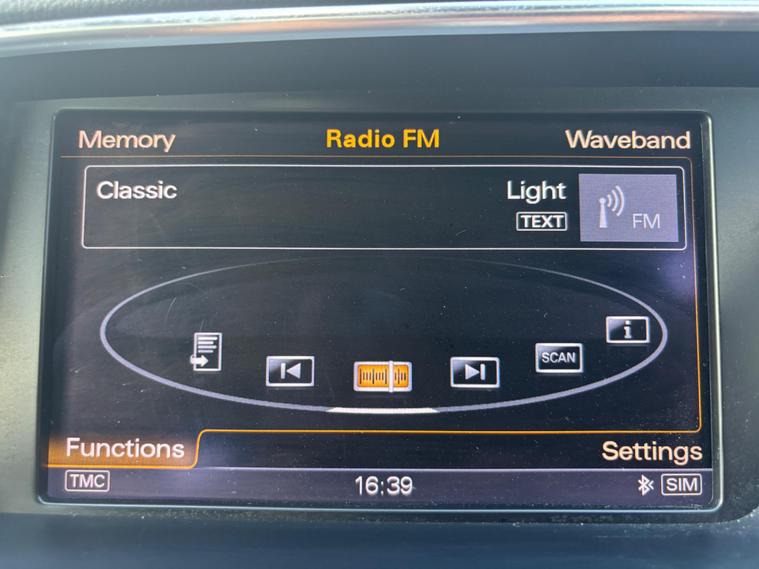 Memory Radio FM Waveband
Classic Light
TEXT FM
SCAN i
Functions Settings
TMC 16:39 SIM